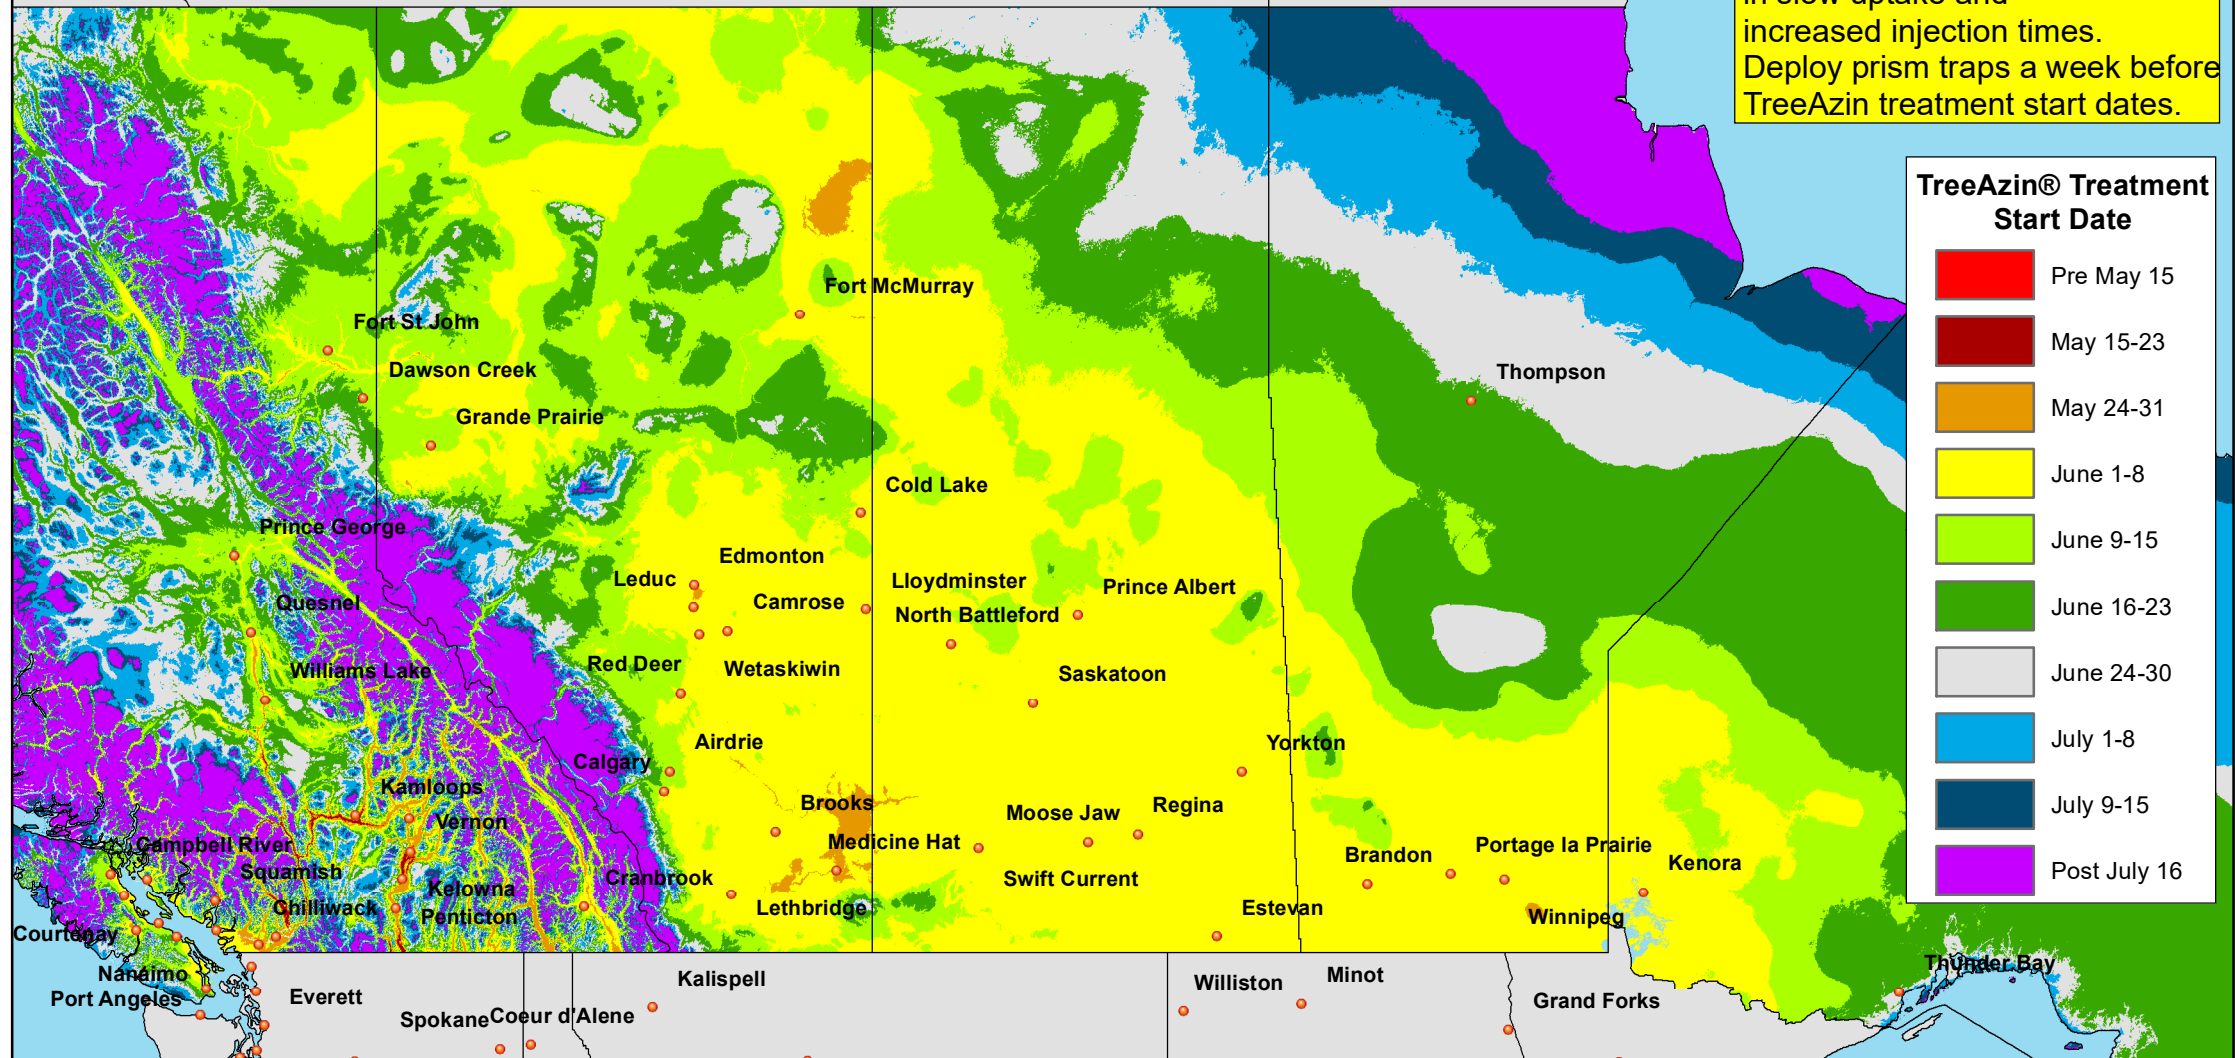 in slow uptake and
increased injection times.
Deploy prism traps a week before
TreeAzin treatment start dates.
TreeAzin® Treatment
Start Date
Pre May 15
May 15-23
May 24-31
June 1-8
June 9-15
June 16-23
June 24-30
July 1-8
July 9-15
Post July 16
Fort McMurray
Fort St John
Dawson Creek
Thompson
Grande Prairie
Cold Lake
Prince George
Edmonton
Leduc
Lloydminster
Prince Albert
Camrose
Quesnel
North Battleford
Red Deer
Wetaskiwin
Williams Lake
Saskatoon
Airdrie
Yorkton
Calgary
Kamloops
Brooks
Regina
Moose Jaw
Vernon
Medicine Hat
Campbell River
Portage la Prairie
Brandon
Kenora
Squamish
Cranbrook
Swift Current
Kelowna
Chilliwack
Lethbridge
Estevan
Penticton
Winnipeg
Courtenay
Thunder Bay
Nanaimo
Kalispell
Minot
Williston
Port Angeles
Everett
Grand Forks
Spokane
Coeur d'Alene